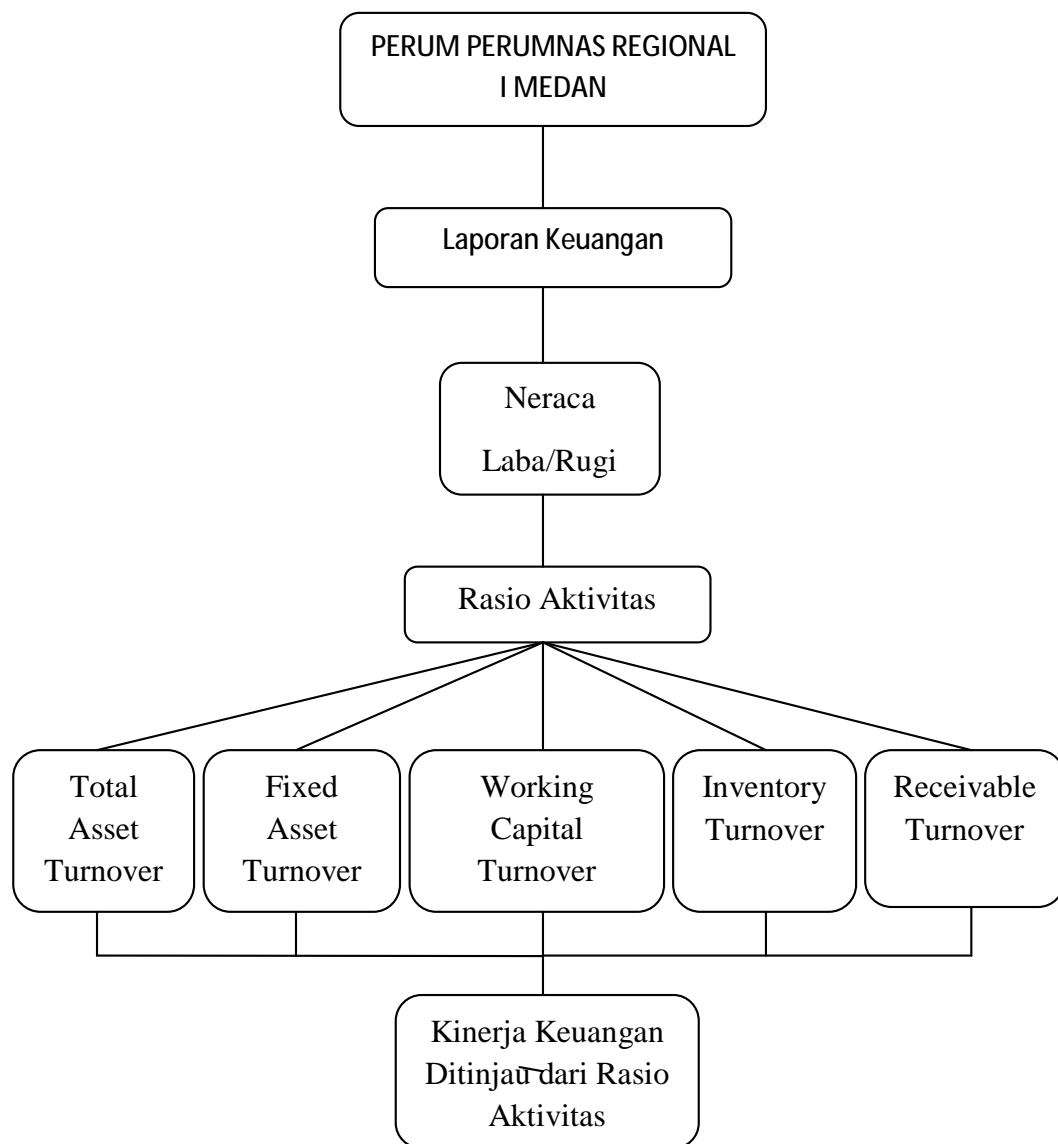 PERUM PERUMNAS REGIONAL
I MEDAN
Laporan Keuangan
Neraca
Laba/Rugi
Rasio Aktivitas
Total
Asset
Turnover
Fixed
Asset
Turnover
Working
Capital
Turnover
Inventory
Turnover
Receivable
Turnover
Kinerja Keuangan
Ditinjau dari Rasio
Aktivitas